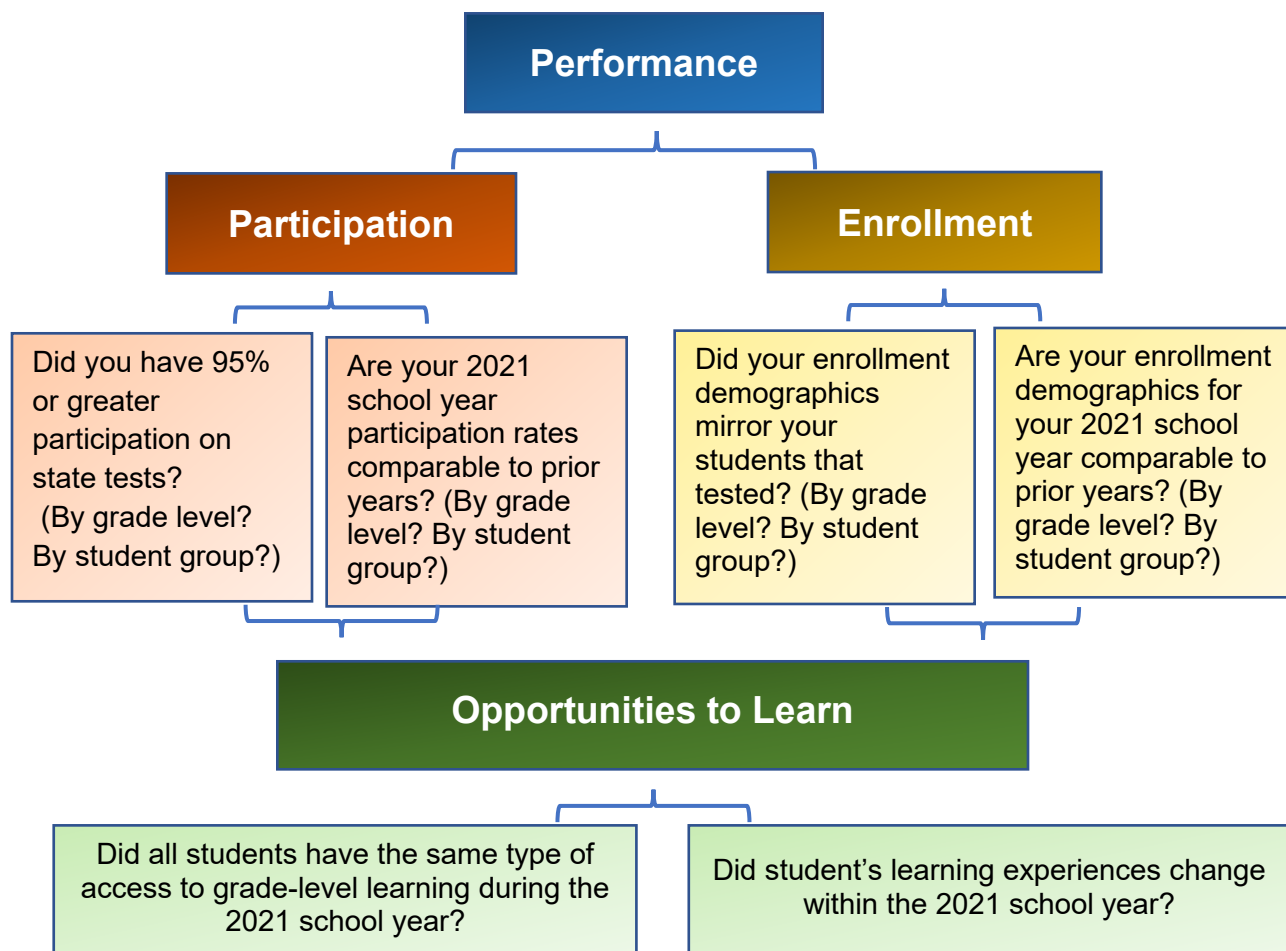 Performance
Participation
Enrollment
Did you have 95%
or greater
participation on
state tests?
(By grade level?
By student group?)
Are your 2021
school year
participation rates
comparable to prior
years? (By grade
level? By student
group?)
Did your enrollment
demographics
mirror your
students that
tested? (By grade
level? By student
group?)
Are your enrollment
demographics for
your 2021 school
year comparable to
prior years? (By
grade level? By
student group?)
Opportunities to Learn
Did all students have the same type of
access to grade-level learning during the
2021 school year?
Did student’s learning experiences change
within the 2021 school year?